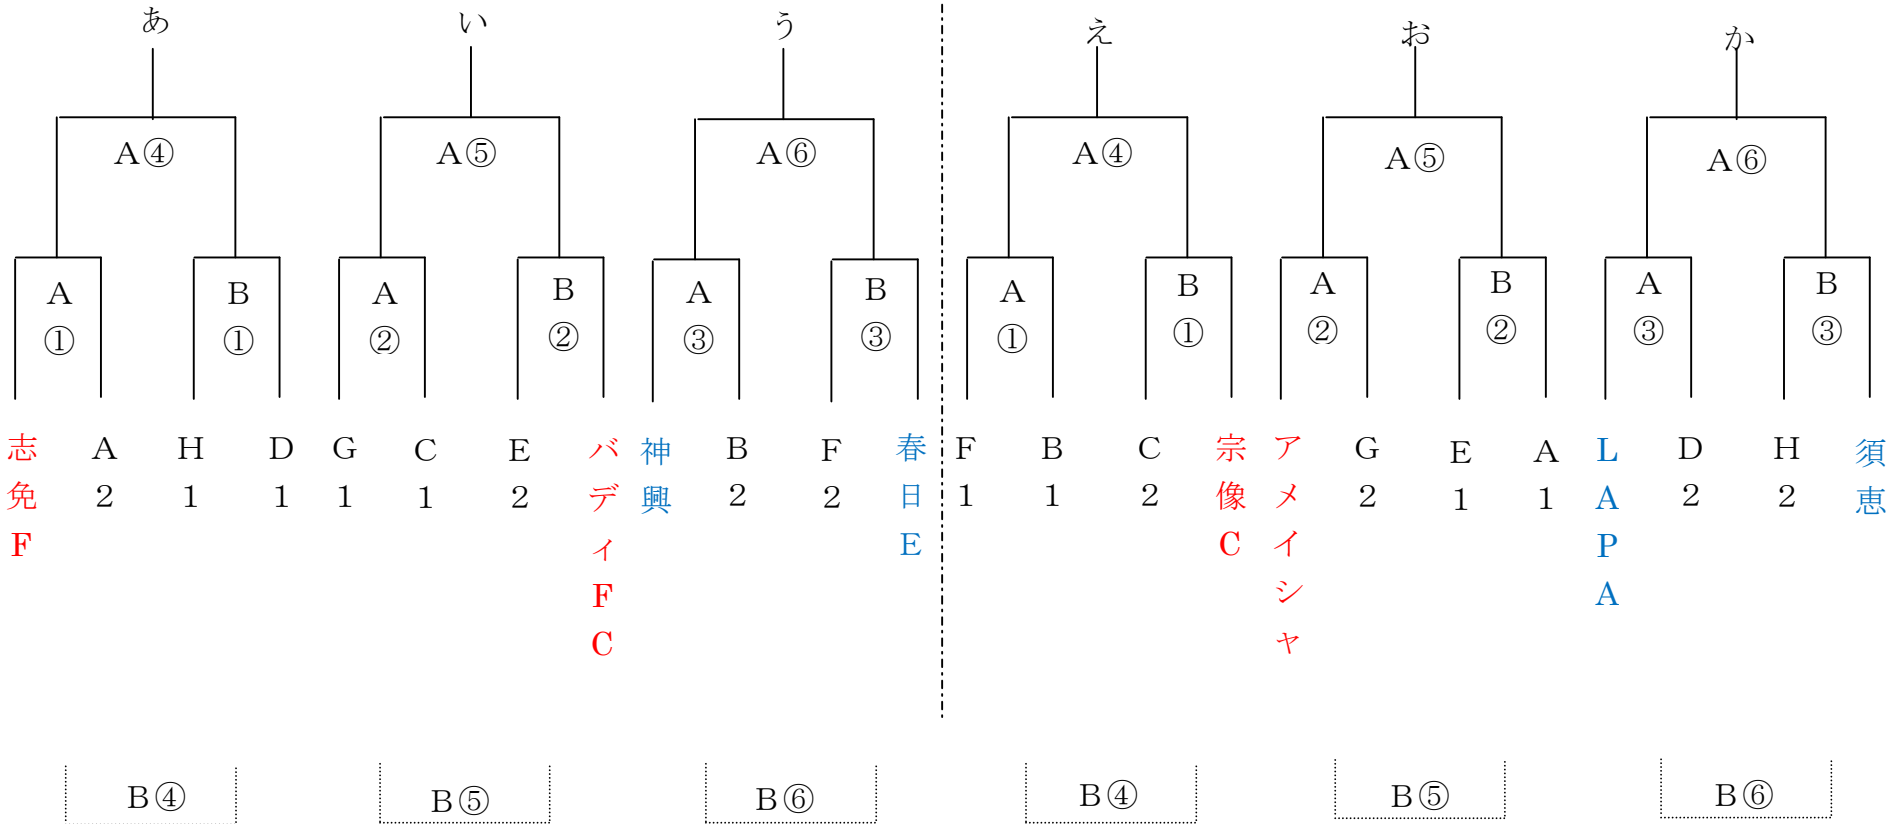 あ い う え お か
A④ A⑤ A⑥ A④ A⑤ A⑥
A① B① A② B② A③ B③ A① B① A② B② A③ B③
志免F A2 H1 D1 G1 C1 E2 バディFC 神興 B2 F2 春日E F1 B1 C2 宗像C アメイシャ G2 E1 A1 LAPA D2 H2 須恵
B④ B⑤ B⑥ B④ B⑤ B⑥